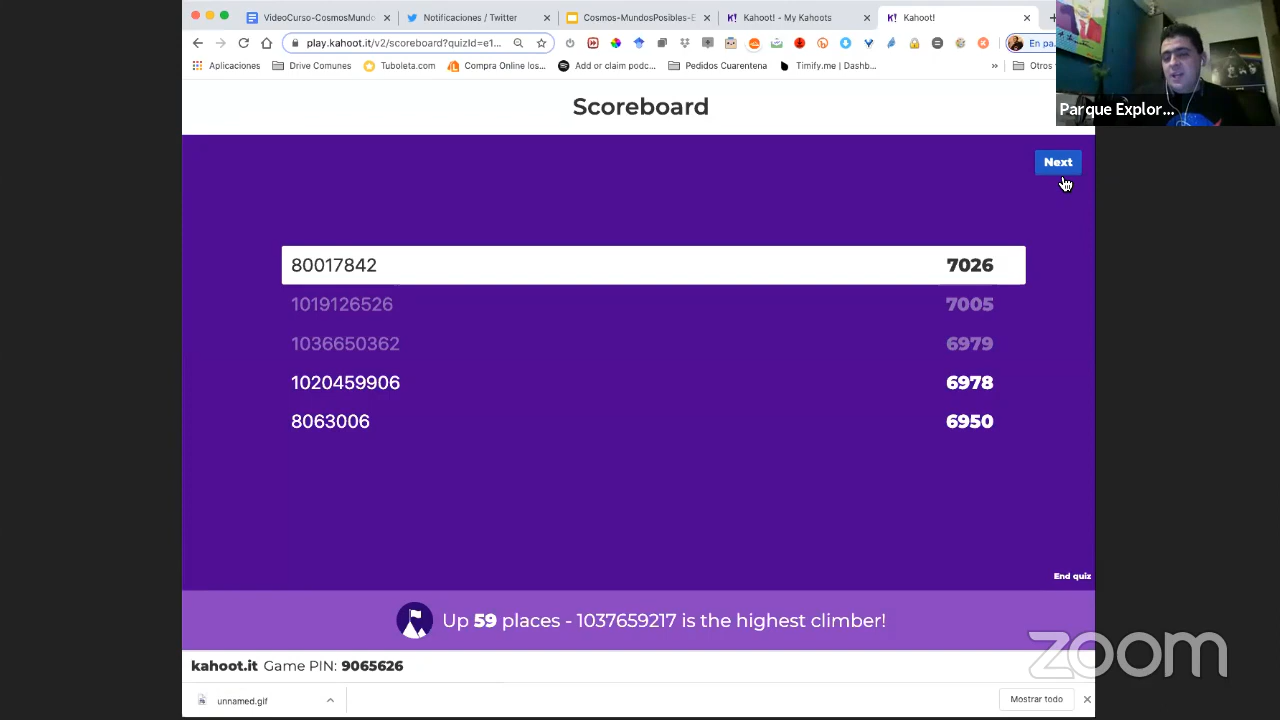 VideoCurso-CosmosMundo
Notificaciones / Twitter
Cosmos-MundosPosibles-E
Kahoot! - My Kahoots
Kahoot!
play.kahoot.it/v2/scoreboard?quizId=e1...
En pa
Aplicaciones
Drive Comunes
Tuboleta.com
Compra Online los...
Add or claim podc...
Pedidos Cuarentena
Timify.me | Dashb...
»
Otros
Parque Explor...
Scoreboard
Next
80017842 7026
1019126526 7005
1036650362 6979
1020459906 6978
8063006 6950
End quiz
Up 59 places - 1037659217 is the highest climber!
kahoot.it Game PIN: 9065626
zoom
unnamed.gif
Mostrar todo